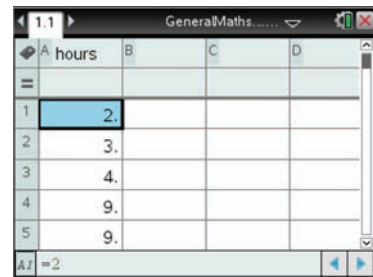 1.1 GeneralMaths......
A hours B C D
=
1 2.
2 3.
3 4.
4 9.
5 9.
A1 =2